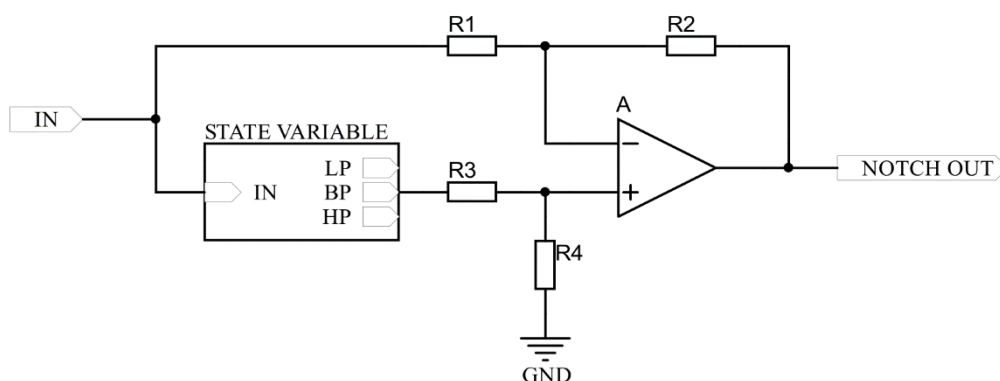 R1
R2
IN
A
STATE VARIABLE
LP
IN
BP
HP
R3
NOTCH OUT
R4
GND